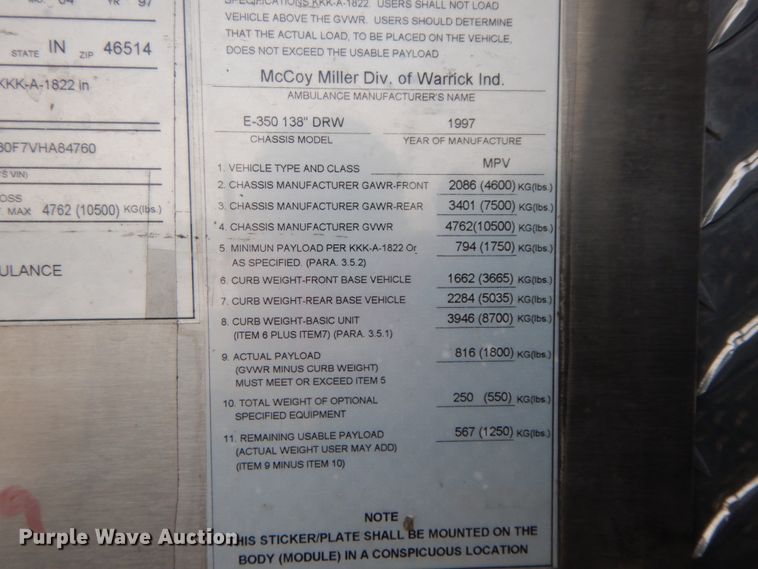 MO. 04 YR 97
STATE IN ZIP 46514
KKK-A-1822 in
80F7VHA84760
'S VIN)
OSS
. MAX 4762 (10500) KG(lbs.)
ULANCE
SPECIFICATIONS KKK-A-1822. USERS SHALL NOT LOAD
VEHICLE ABOVE THE GVWR. USERS SHOULD DETERMINE
THAT THE ACTUAL LOAD, TO BE PLACED ON THE VEHICLE,
DOES NOT EXCEED THE USABLE PAYLOAD
McCoy Miller Div. of Warrick Ind.
AMBULANCE MANUFACTURER'S NAME
E-350 138" DRW 1997
CHASSIS MODEL YEAR OF MANUFACTURE
1. VEHICLE TYPE AND CLASS MPV
2. CHASSIS MANUFACTURER GAWR-FRONT 2086 (4600) KG(lbs.)
3. CHASSIS MANUFACTURER GAWR-REAR 3401 (7500) KG(lbs.)
4. CHASSIS MANUFACTURER GVWR 4762(10500) KG(lbs.)
5. MINIMUN PAYLOAD PER KKK-A-1822 Or 794 (1750) KG(lbs.)
AS SPECIFIED. (PARA. 3.5.2)
6. CURB WEIGHT-FRONT BASE VEHICLE 1662 (3665) KG(lbs.)
7. CURB WEIGHT-REAR BASE VEHICLE 2284 (5035) KG(lbs.)
8. CURB WEIGHT-BASIC UNIT 3946 (8700) KG(lbs.)
(ITEM 6 PLUS ITEM7) (PARA. 3.5.1)
9. ACTUAL PAYLOAD 816 (1800) KG(lbs.)
(GVWR MINUS CURB WEIGHT)
MUST MEET OR EXCEED ITEM 5
10. TOTAL WEIGHT OF OPTIONAL 250 (550) KG(lbs.)
SPECIFIED EQUIPMENT
11. REMAINING USABLE PAYLOAD 567 (1250) KG(lbs.)
(ACTUAL WEIGHT USER MAY ADD)
(ITEM 9 MINUS ITEM 10)
NOTE
THIS STICKER/PLATE SHALL BE MOUNTED ON THE
BODY (MODULE) IN A CONSPICUOUS LOCATION
Purple Wave Auction